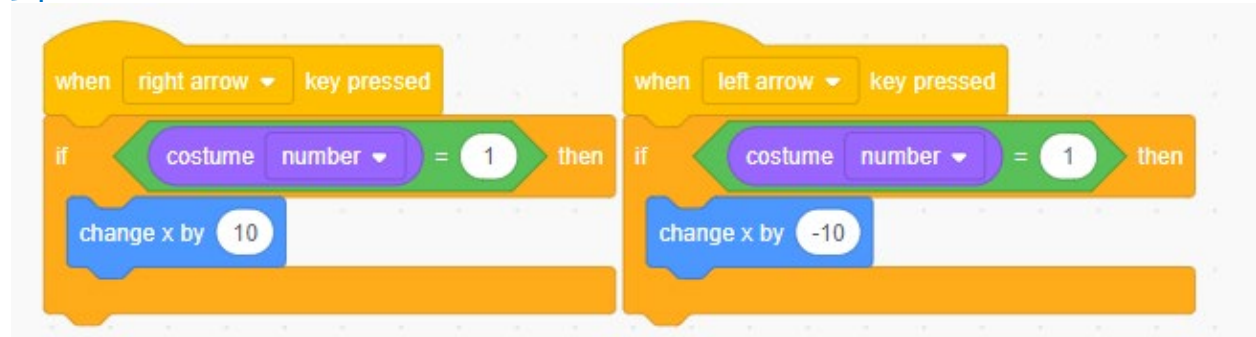 when right arrow key pressed
if costume number = 1 then
change x by 10
when left arrow key pressed
if costume number = 1 then
change x by -10